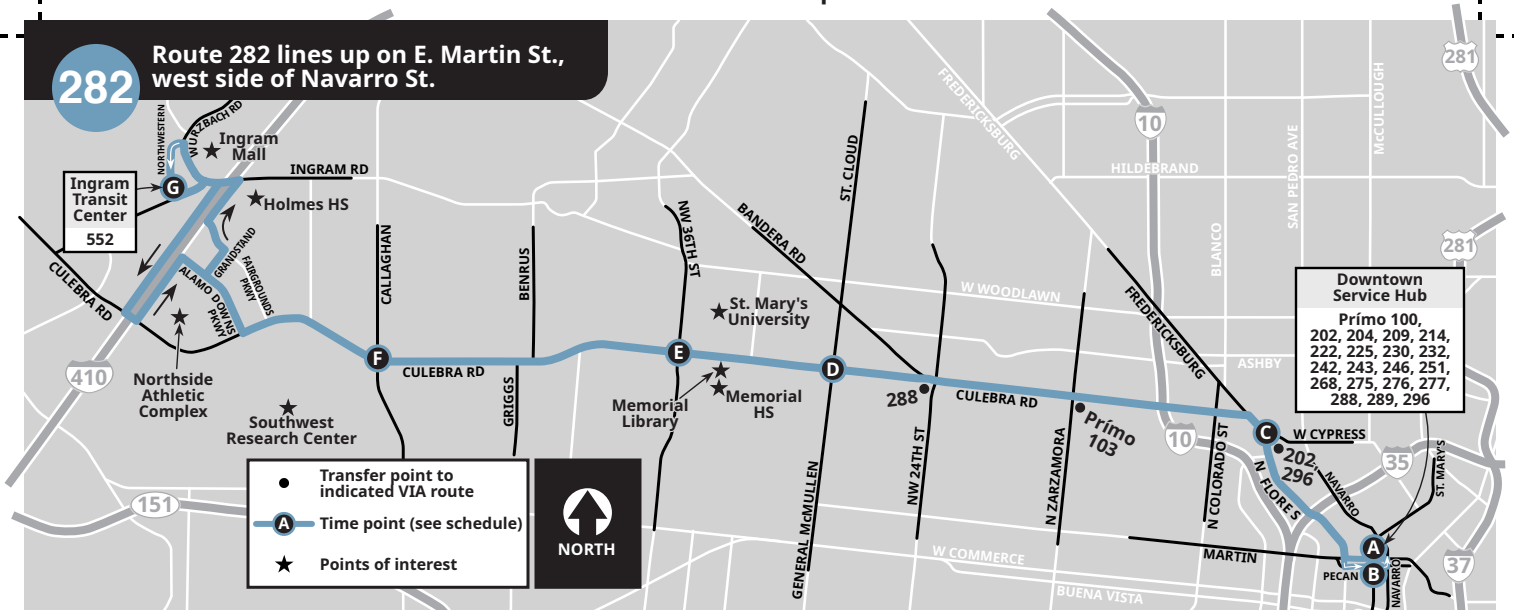 282
Route 282 lines up on E. Martin St.,
west side of Navarro St.
NORTHWESTERN
WURZBACH RD
Ingram
Mall
INGRAM RD
G
Ingram
Transit
Center
552
Holmes HS
GRANDSTAND
FAIRGROUNDS
PKWY
ALAMO DOWNS
PKWY
CULEBRA RD
410
Northside
Athletic
Complex
Southwest
Research Center
151
CALLAGHAN
F
CULEBRA RD
BENRUS
GRIGGS
NW 36TH ST
E
St. Mary's
University
Memorial
Library
Memorial
HS
BANDERA RD
ST. CLOUD
D
GENERAL McMULLEN
288
NW 24TH ST
CULEBRA RD
W WOODLAWN
N ZARZAMORA
Prímo
103
FREDERICKSBURG
FREDERICKSBURG
10
HILDEBRAND
BLANCO
SAN PEDRO AVE
McCULLOUGH
281
281
ASHBY
10
N COLORADO ST
C
W CYPRESS
202,
296
N FLORES
NAVARRO
35
ST. MARY'S
Downtown
Service Hub
Prímo 100,
202, 204, 209, 214,
222, 225, 230, 232,
242, 243, 246, 251,
268, 275, 276, 277,
288, 289, 296
MARTIN
W COMMERCE
BUENA VISTA
PECAN
A
B
NAVARRO
37
Transfer point to
indicated VIA route
A
Time point (see schedule)
Points of interest
NORTH